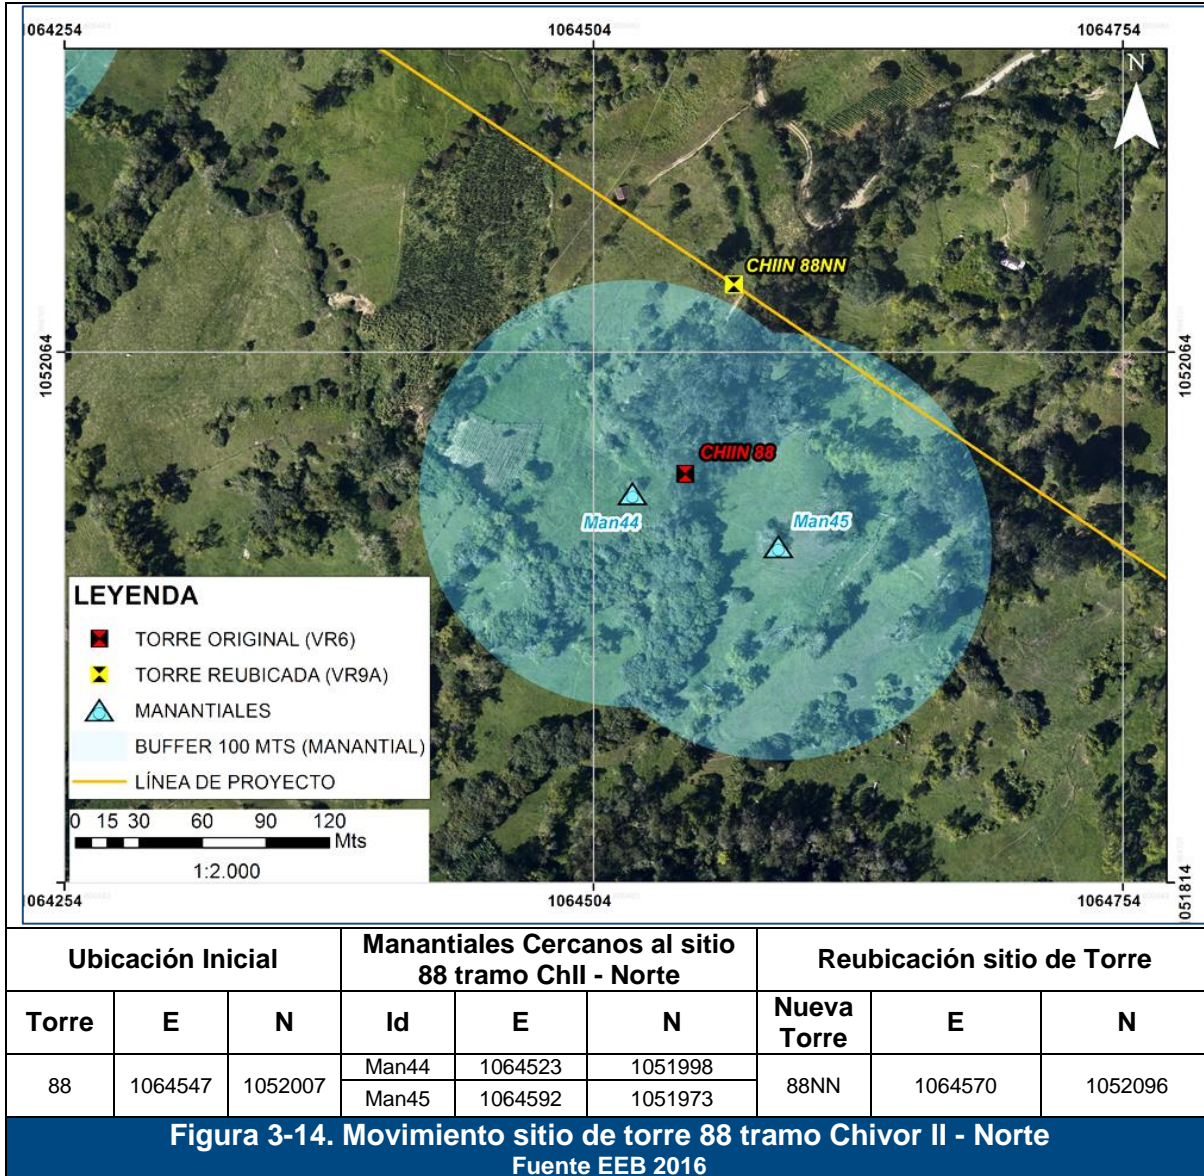 1064254 1064504 1064754
N
CHIIN 88NN
1052064 1052064
CHIIN 88
Man44
Man45
LEYENDA
TORRE ORIGINAL (VR6)
TORRE REUBICADA (VR9A)
MANANTIALES
BUFFER 100 MTS (MANANTIAL)
LÍNEA DE PROYECTO
0 15 30 60 90 120
Mts
1:2.000
051814
064254 1064504 1064754
Ubicación Inicial
Manantiales Cercanos al sitio
88 tramo ChII - Norte
Reubicación sitio de Torre
Torre E N Id E N Nueva
Torre E N
88 1064547 1052007 Man44 1064523 1051998 88NN 1064570 1052096
Man45 1064592 1051973
Figura 3-14. Movimiento sitio de torre 88 tramo Chivor II - Norte
Fuente EEB 2016